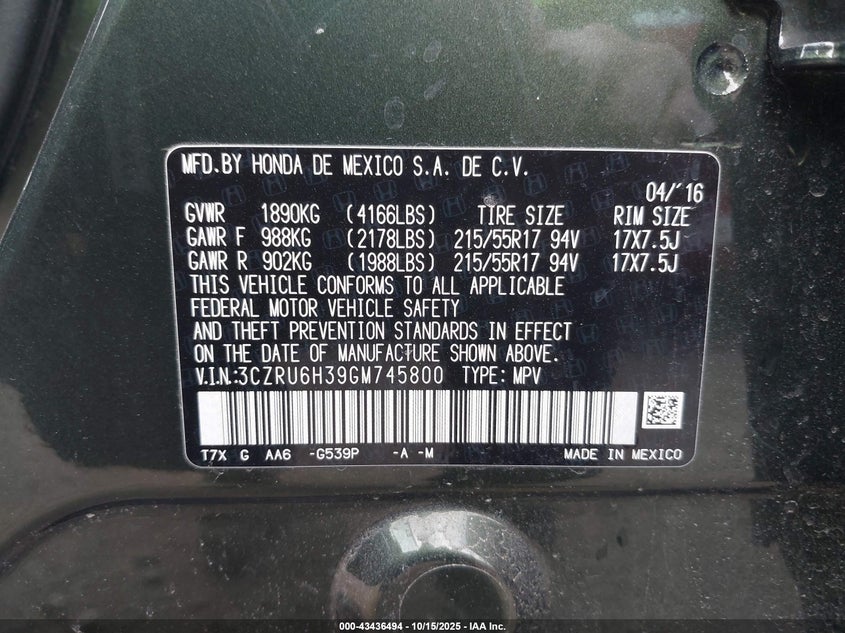 MFD.BY HONDA DE MEXICO S.A. DE C.V.
04/'16
GVWR 1890KG (4166LBS) TIRE SIZE RIM SIZE
GAWR F 988KG (2178LBS) 215/55R17 94V 17X7.5J
GAWR R 902KG (1988LBS) 215/55R17 94V 17X7.5J
THIS VEHICLE CONFORMS TO ALL APPLICABLE
FEDERAL MOTOR VEHICLE SAFETY
AND THEFT PREVENTION STANDARDS IN EFFECT
ON THE DATE OF MANUFACTURE SHOWN ABOVE.
V.I.N.:3CZRU6H39GM745800 TYPE: MPV
T7X G AA6 -G539P -A -M MADE IN MEXICO
000-43436494 - 10/15/2025 - IAA Inc.